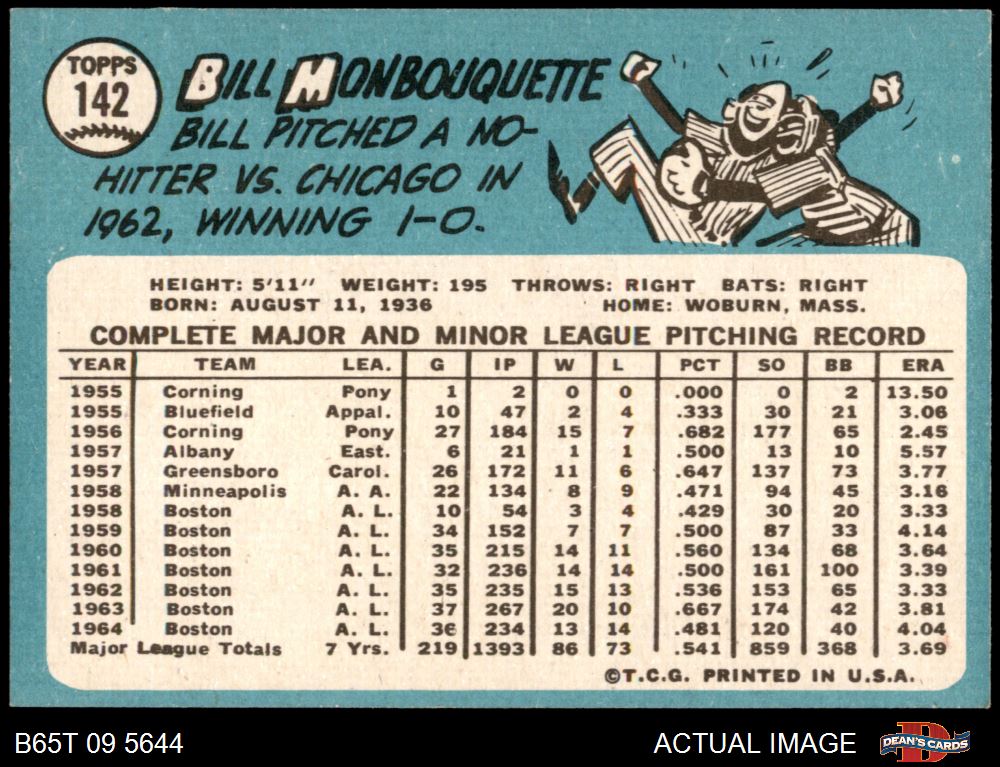 TOPPS
142
BILL MONBOUQUETTE
BILL PITCHED A NO-
HITTER VS. CHICAGO IN
1962, WINNING 1-0.
HEIGHT: 5'11" WEIGHT: 195 THROWS: RIGHT BATS: RIGHT
BORN: AUGUST 11, 1936 HOME: WOBURN, MASS.
COMPLETE MAJOR AND MINOR LEAGUE PITCHING RECORD
YEAR TEAM LEA. G IP W L PCT SO BB ERA
1955 Corning Pony 1 2 0 0 .000 0 2 13.50
1955 Bluefield Appal. 10 47 2 4 .333 30 21 3.06
1956 Corning Pony 27 184 15 7 .682 177 65 2.45
1957 Albany East. 6 21 1 1 .500 13 10 5.57
1957 Greensboro Carol. 26 172 11 6 .647 137 73 3.77
1958 Minneapolis A. A. 22 134 8 9 .471 94 45 3.16
1958 Boston A. L. 10 54 3 4 .429 30 20 3.33
1959 Boston A. L. 34 152 7 7 .500 87 33 4.14
1960 Boston A. L. 35 215 14 11 .560 134 68 3.64
1961 Boston A. L. 32 236 14 14 .500 161 100 3.39
1962 Boston A. L. 35 235 15 13 .536 153 65 3.33
1963 Boston A. L. 37 267 20 10 .667 174 42 3.81
1964 Boston A. L. 36 234 13 14 .481 120 40 4.04
Major League Totals 7 Yrs. 219 1393 86 73 .541 859 368 3.69
©T.C.G. PRINTED IN U.S.A.
B65T 09 5644 ACTUAL IMAGE DEAN'S CARDS